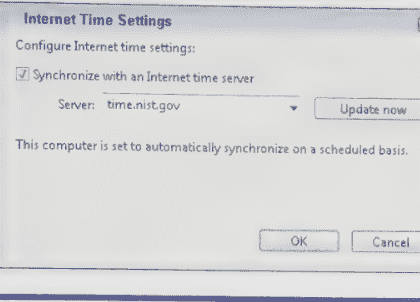 Internet Time Settings
Configure Internet time settings:
Synchronize with an Internet time server
Server: time.nist.gov Update now
This computer is set to automatically synchronize on a scheduled basis.
OK Cancel